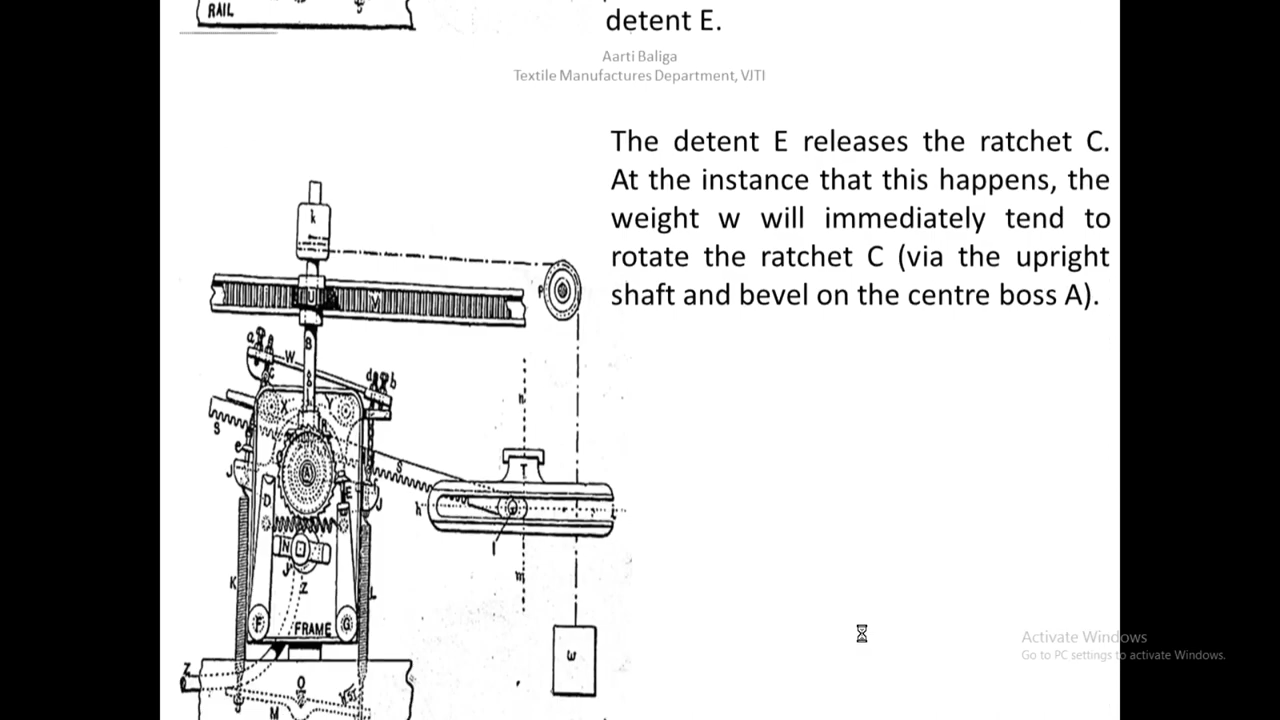 RAIL
detent E.
Aarti Baliga
Textile Manufactures Department, VJTI
The detent E releases the ratchet C.
At the instance that this happens, the
weight w will immediately tend to
rotate the ratchet C (via the upright
shaft and bevel on the centre boss A).
k
P
U M
B
a
W
c
d b
X Y
S
R
n
e
S
J
A
T
D E
J
h
l
N
J
m
K
Z
L
F FRAME G
w
Z
O
M
Activate Windows
Go to PC settings to activate Windows.